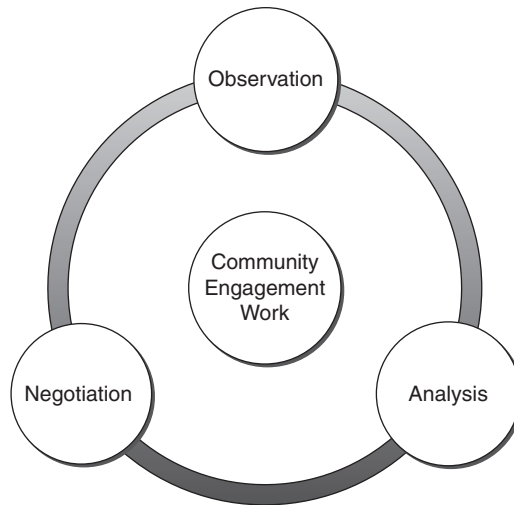 Observation
Community
Engagement
Work
Negotiation
Analysis